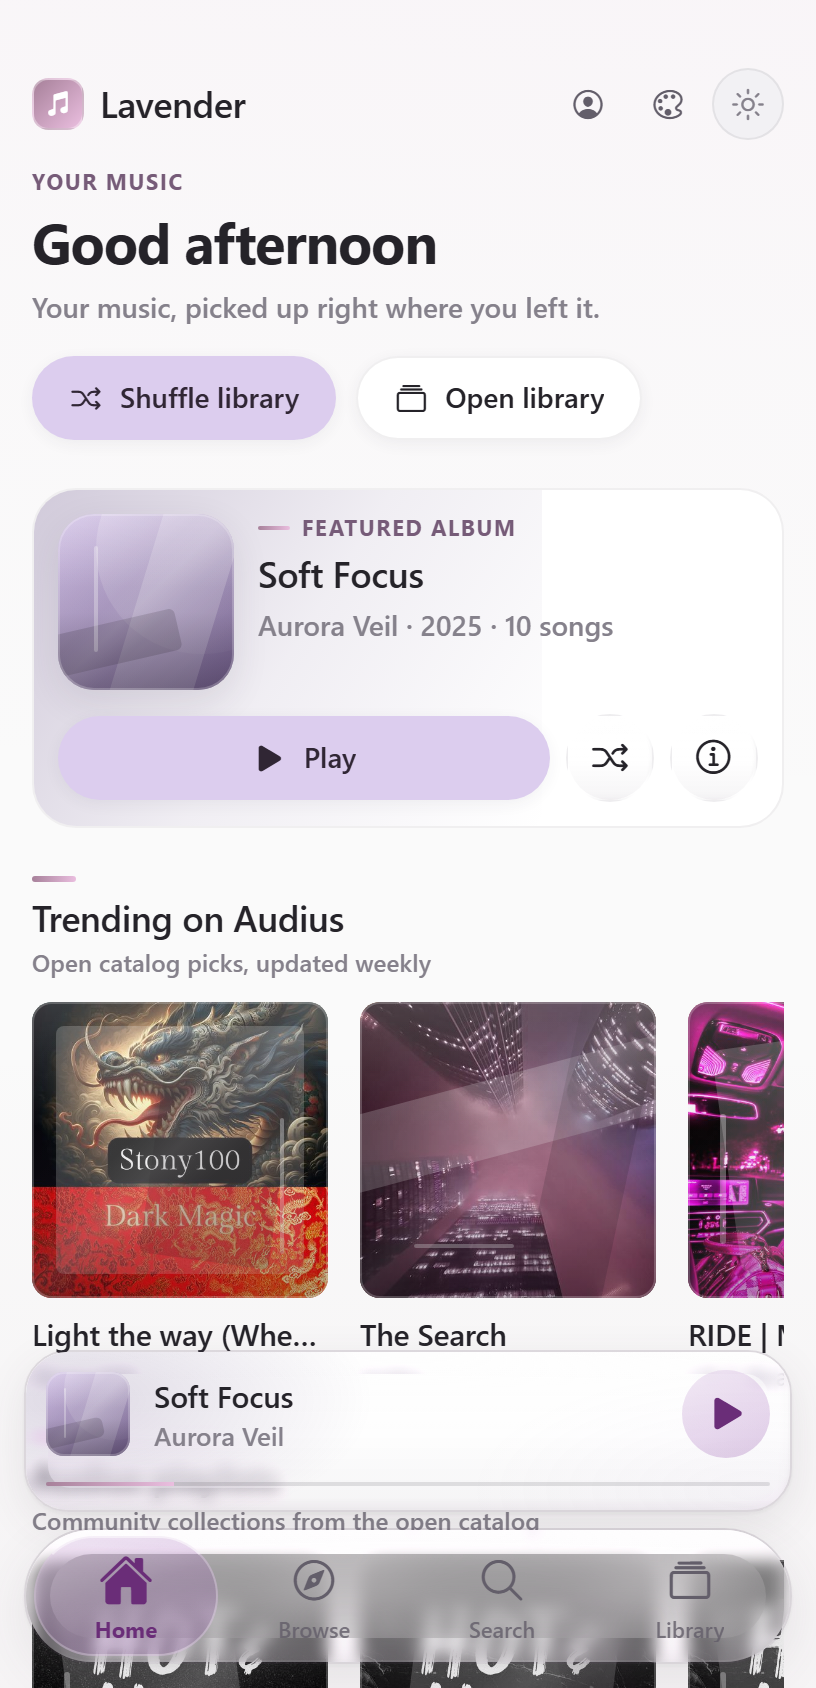 Lavender
YOUR MUSIC
Good afternoon
Your music, picked up right where you left it.
Shuffle library
Open library
FEATURED ALBUM
Soft Focus
Aurora Veil · 2025 · 10 songs
Play
Trending on Audius
Open catalog picks, updated weekly
Stony100
Dark Magic
Light the way (Whe...
The Search
RIDE |
Soft Focus
Aurora Veil
Community collections from the open catalog
Home
Browse
Search
Library